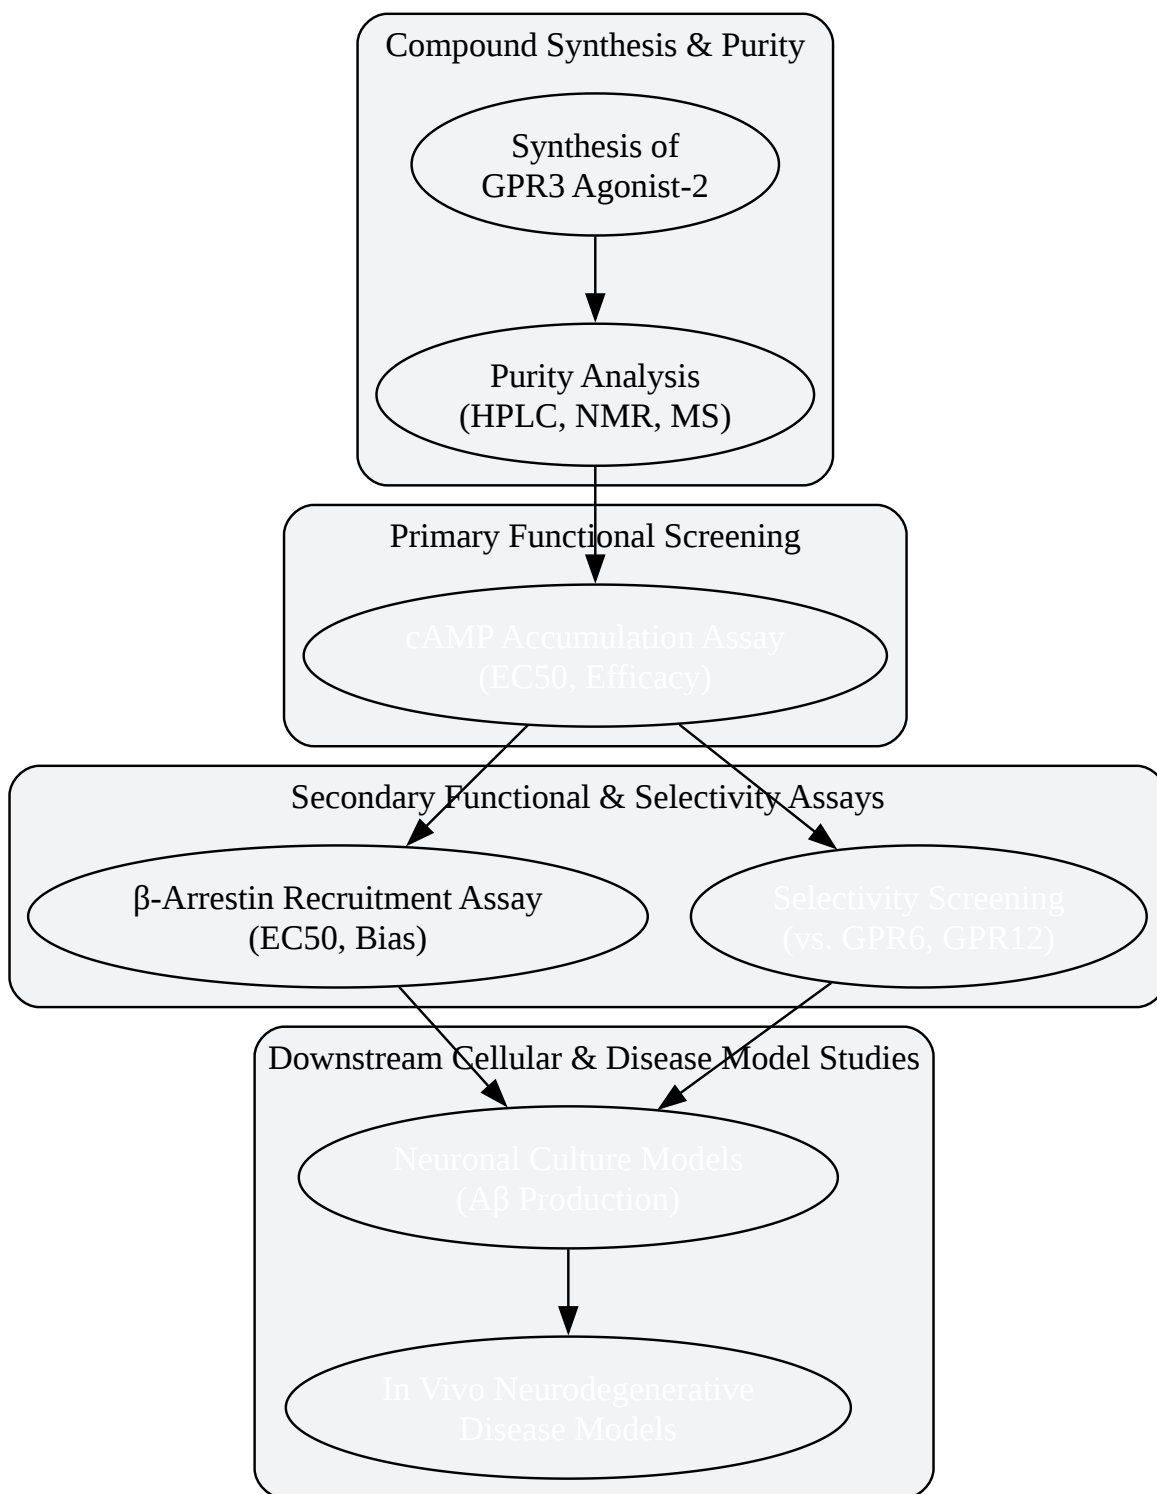 Compound Synthesis & Purity
Synthesis of
GPR3 Agonist-2
Purity Analysis
(HPLC, NMR, MS)
Primary Functional Screening
cAMP Accumulation Assay
(EC50, Efficacy)
Secondary Functional & Selectivity Assays
β-Arrestin Recruitment Assay
(EC50, Bias)
Selectivity Screening
(vs. GPR6, GPR12)
Downstream Cellular & Disease Model Studies
Neuronal Culture Models
(Aβ Production)
In Vivo Neurodegenerative
Disease Models